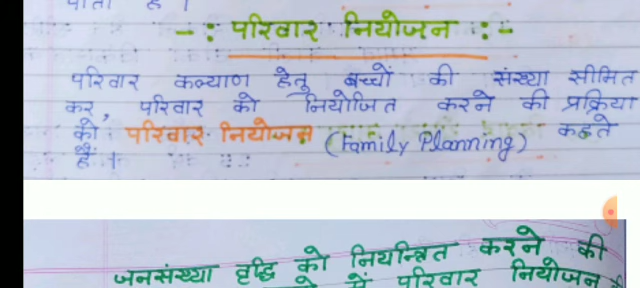 -: परिवार नियोजन :-
परिवार कल्याण हेतू बच्चों की संख्या सीमित
कर, परिवार को नियोजित करने की प्रक्रिया
को परिवार नियोजन (Family Planning) कहते
हैं।
जनसंख्या वृद्धि को नियन्त्रित करने की
में परिवार नियोजन